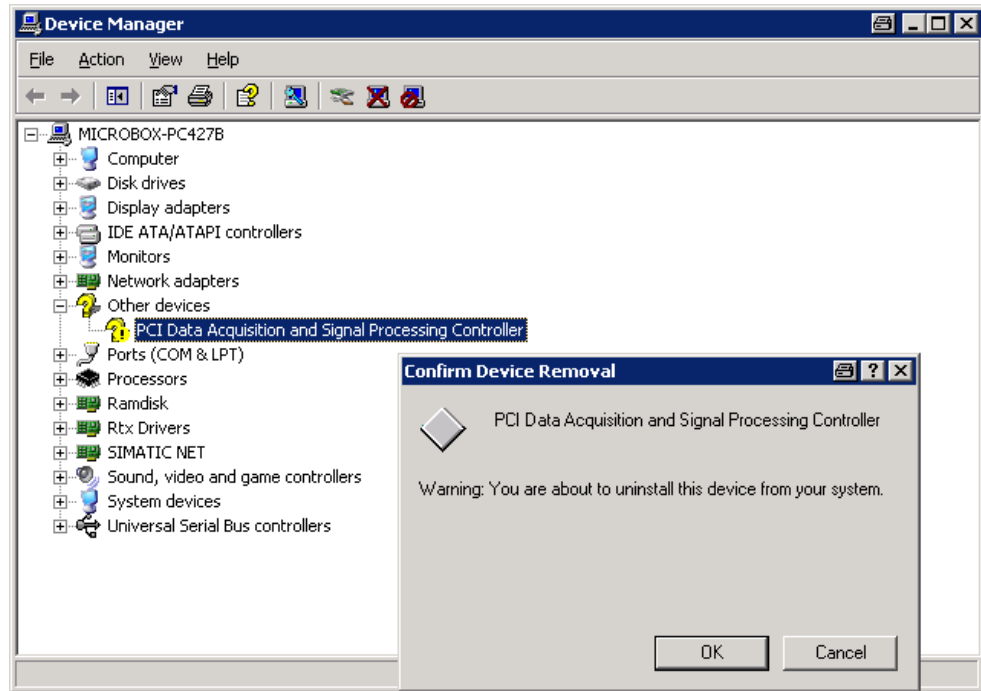 Device Manager
File Action View Help
MICROBOX-PC427B
Computer
Disk drives
Display adapters
IDE ATA/ATAPI controllers
Monitors
Network adapters
Other devices
PCI Data Acquisition and Signal Processing Controller
Ports (COM & LPT)
Processors
Ramdisk
Rtx Drivers
SIMATIC NET
Sound, video and game controllers
System devices
Universal Serial Bus controllers
Confirm Device Removal
PCI Data Acquisition and Signal Processing Controller
Warning: You are about to uninstall this device from your system.
OK Cancel